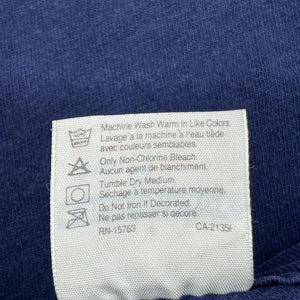 Machine Wash Warm In Like Colors.
Lavage à la machine à l'eau tiède
avec couleurs semblables.
Only Non-Chlorine Bleach.
Aucun agent de blanchiment.
Tumble Dry Medium.
Séchage à température moyenne.
Do Not Iron if Decorated.
Ne pas repasser si decoré.
RN-15763 CA-21356